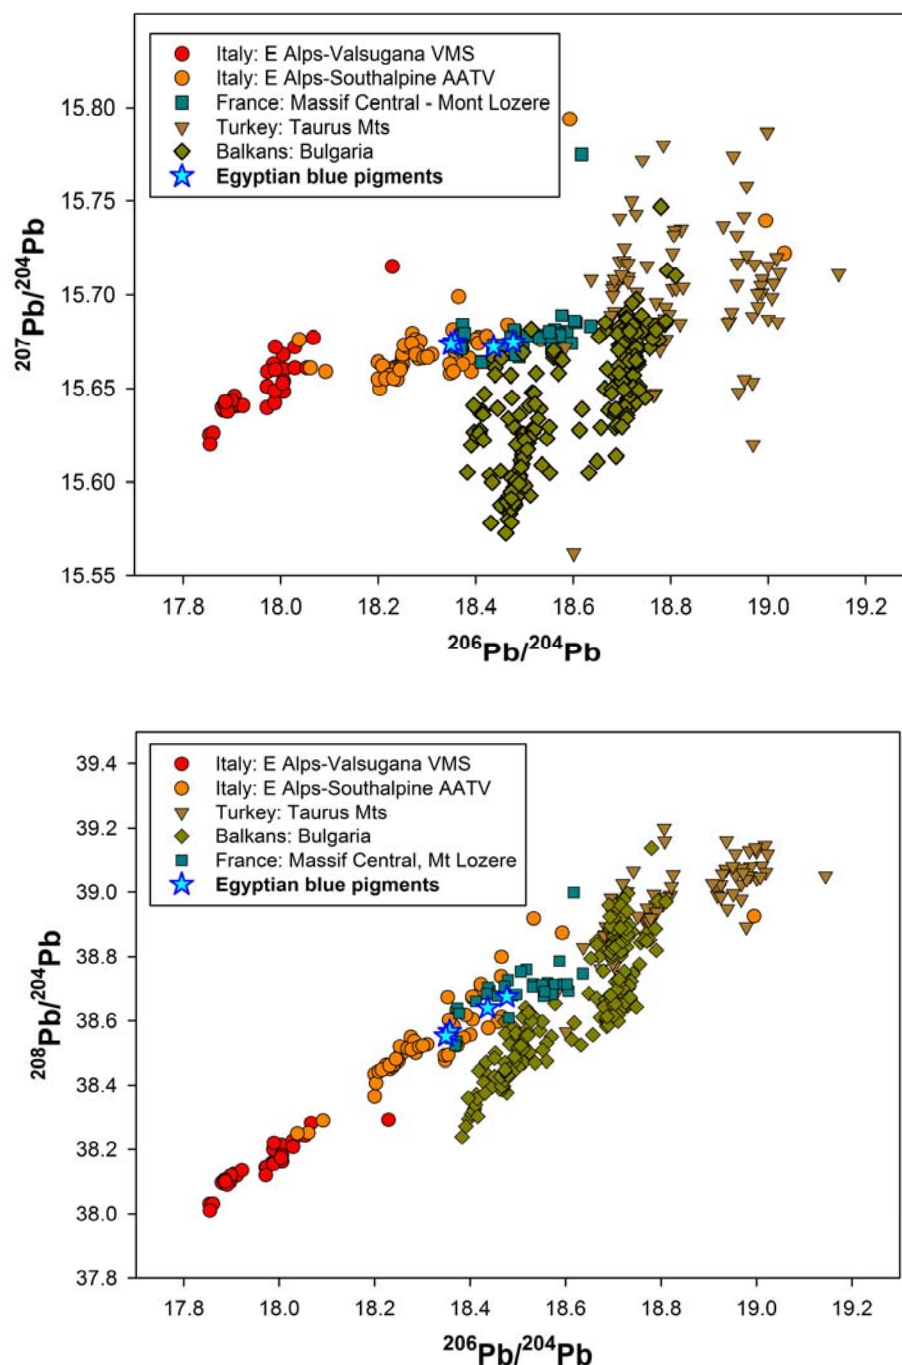 Italy: E Alps-Valsugana VMS
Italy: E Alps-Southalpine AATV
France: Massif Central - Mont Lozere
Turkey: Taurus Mts
Balkans: Bulgaria
Egyptian blue pigments
15.80
15.75
15.70
15.65
15.60
15.55
207Pb/204Pb
17.8 18.0 18.2 18.4 18.6 18.8 19.0 19.2
206Pb/204Pb
Italy: E Alps-Valsugana VMS
Italy: E Alps-Southalpine AATV
Turkey: Taurus Mts
Balkans: Bulgaria
France: Massif Central, Mt Lozere
Egyptian blue pigments
39.4
39.2
39.0
38.8
38.6
38.4
38.2
38.0
37.8
208Pb/204Pb
17.8 18.0 18.2 18.4 18.6 18.8 19.0 19.2
206Pb/204Pb